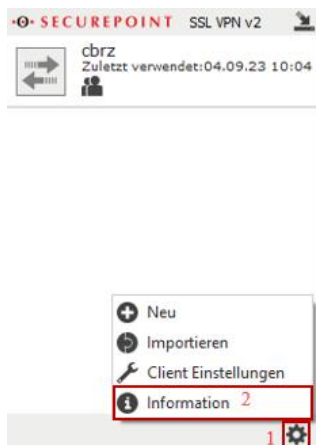 SECUREPOINT SSL VPN v2
cbrz
Zuletzt verwendet:04.09.23 10:04
Neu
Importieren
Client Einstellungen
Information 2
1